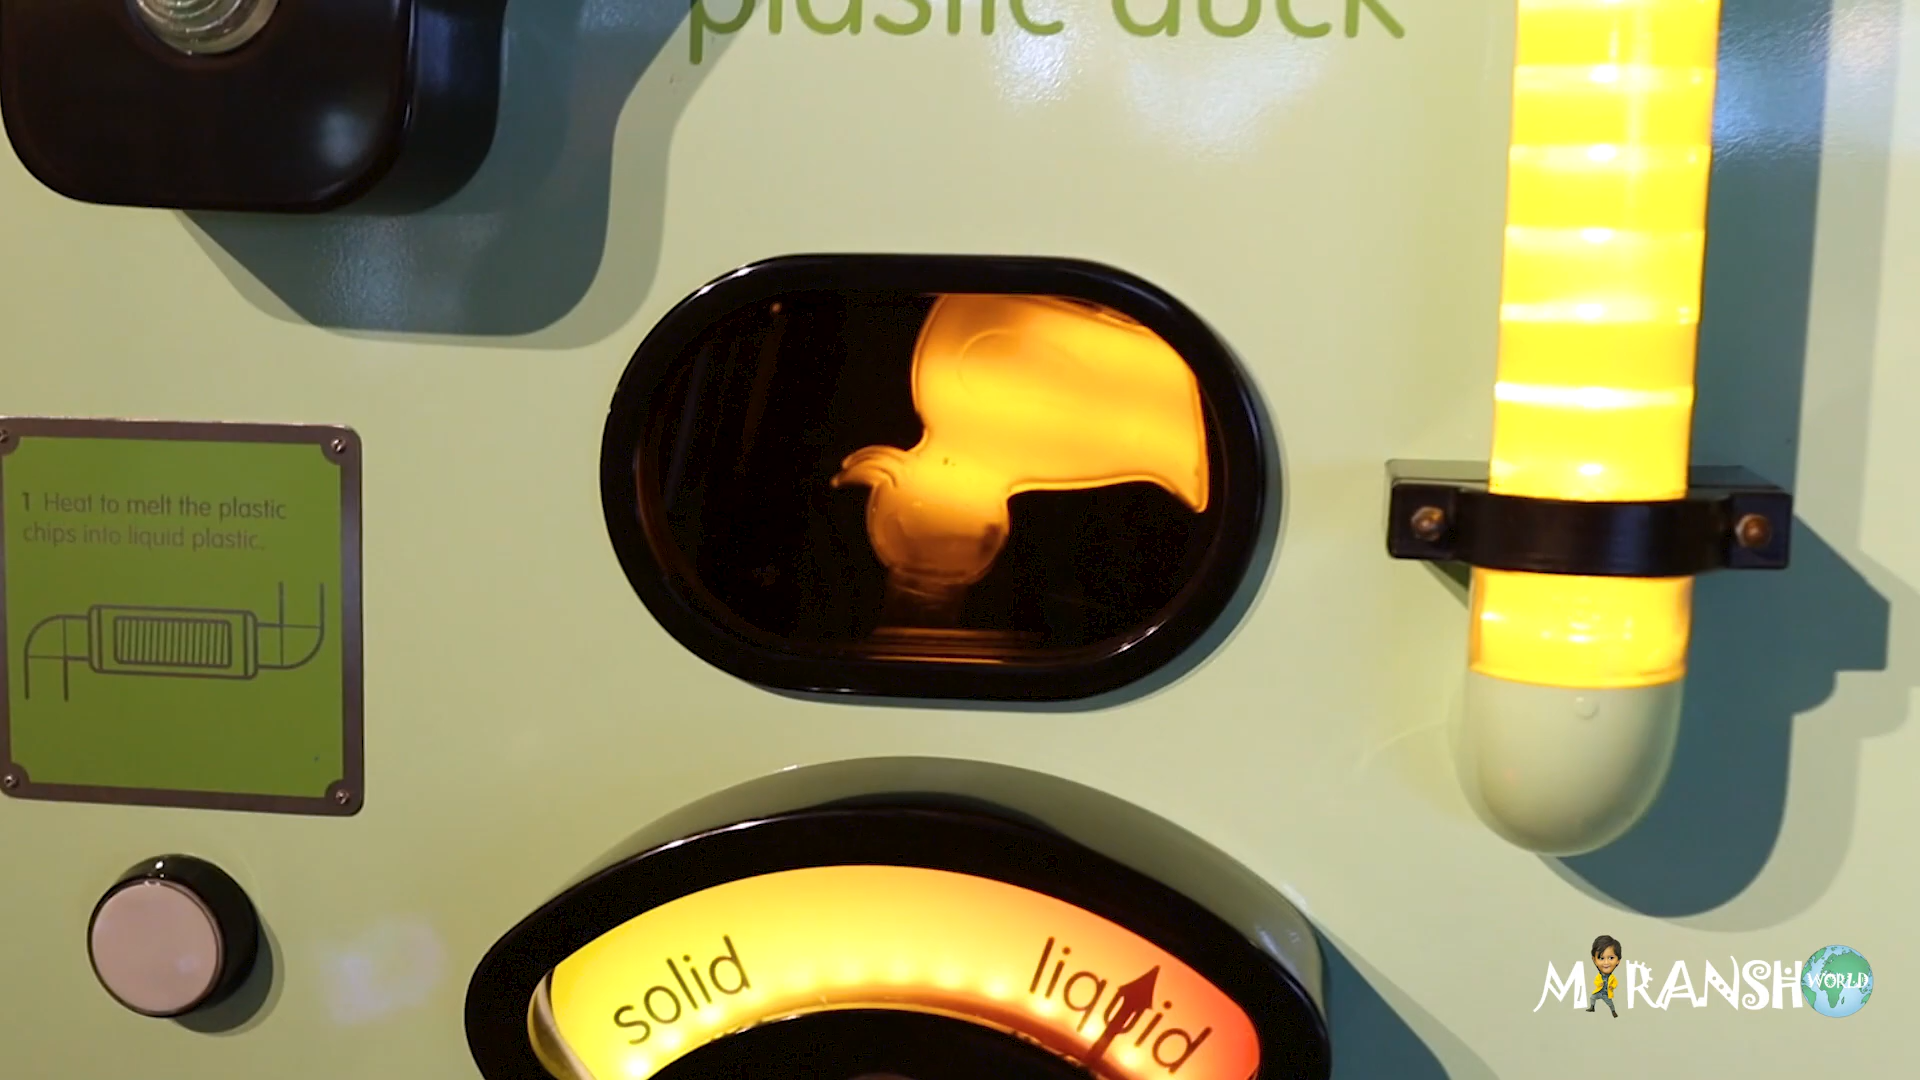 plastic duck
1 Heat to melt the plastic
chips into liquid plastic.
solid
liquid
MIRANSH WORLD